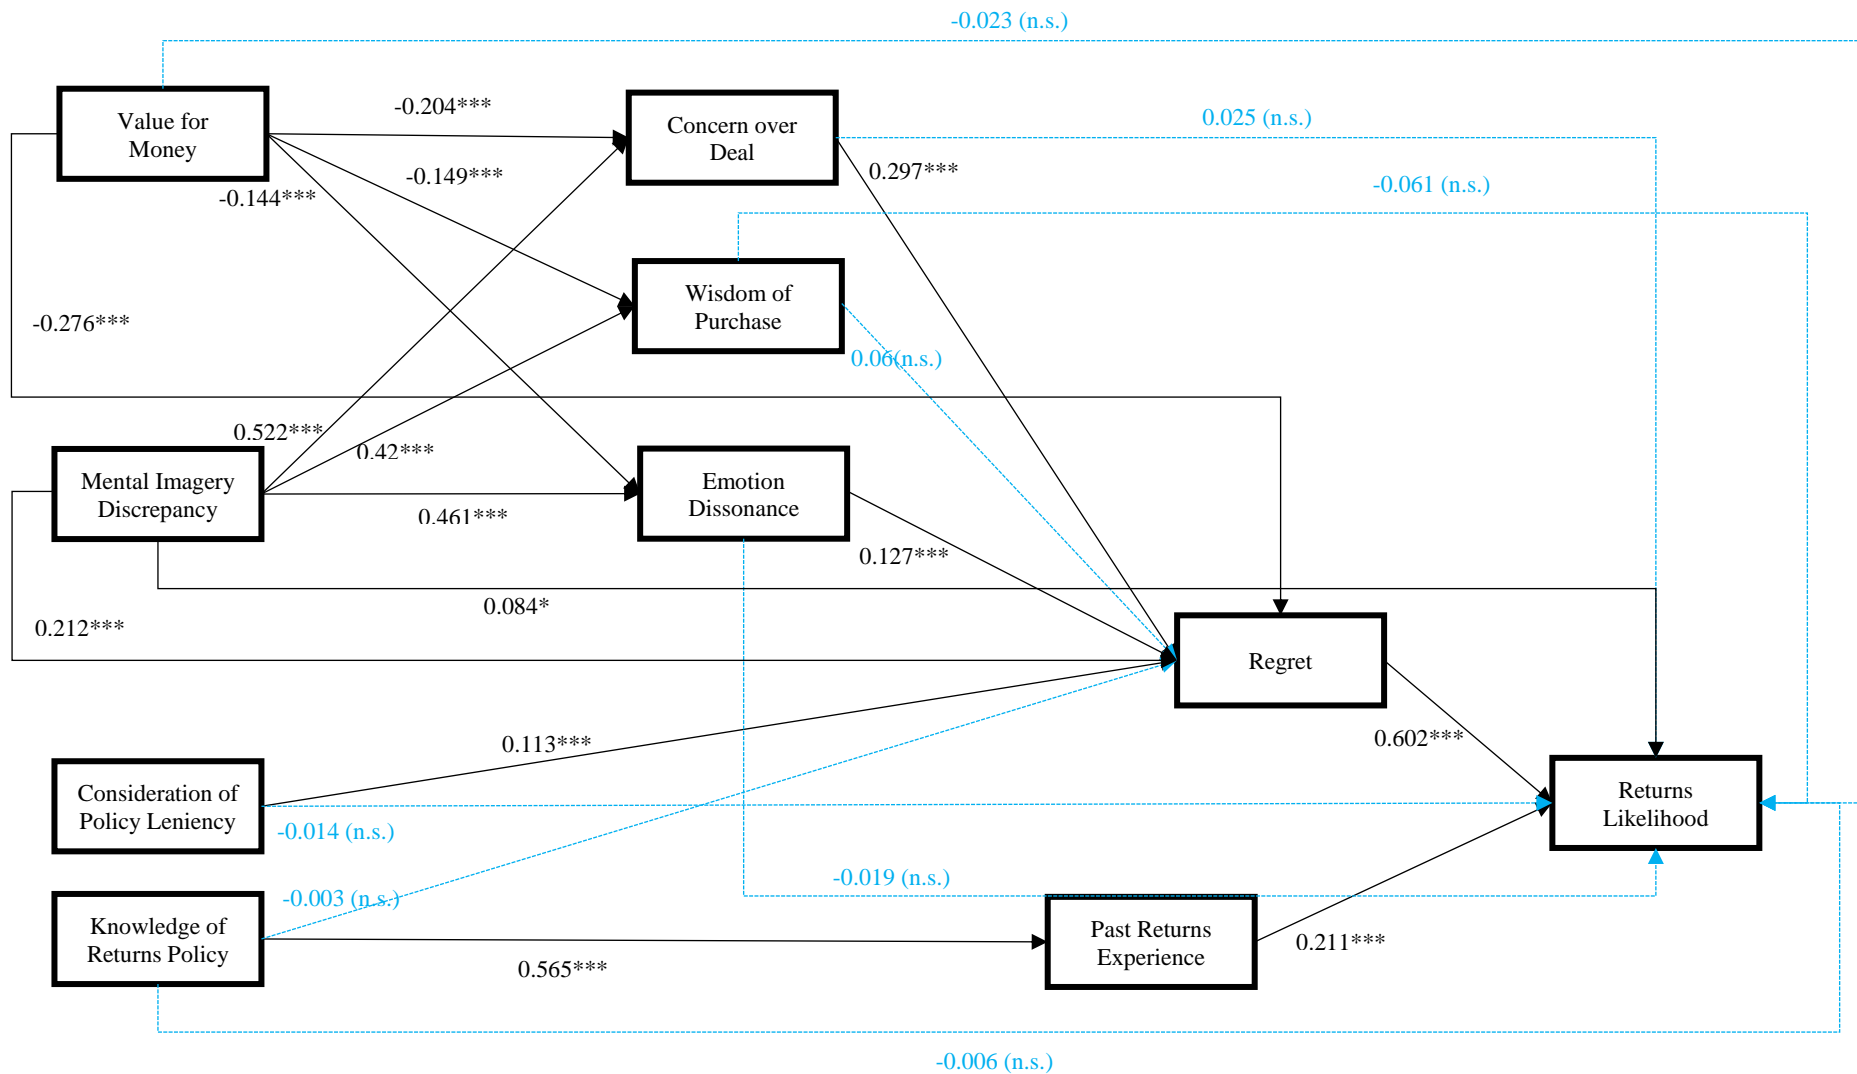 -0.023 (n.s.)
Value for
Money
-0.204***
Concern over
Deal
0.025 (n.s.)
0.297***
-0.149***
-0.144***
-0.061 (n.s.)
Wisdom of
Purchase
-0.276***
0.06(n.s.)
0.522***
0.42***
Mental Imagery
Discrepancy
Emotion
Dissonance
0.461***
0.127***
0.084*
0.212***
Regret
0.113***
0.602***
Consideration of
Policy Leniency
Returns
Likelihood
-0.014 (n.s.)
-0.019 (n.s.)
-0.003 (n.s.)
Knowledge of
Returns Policy
Past Returns
Experience
0.211***
0.565***
-0.006 (n.s.)